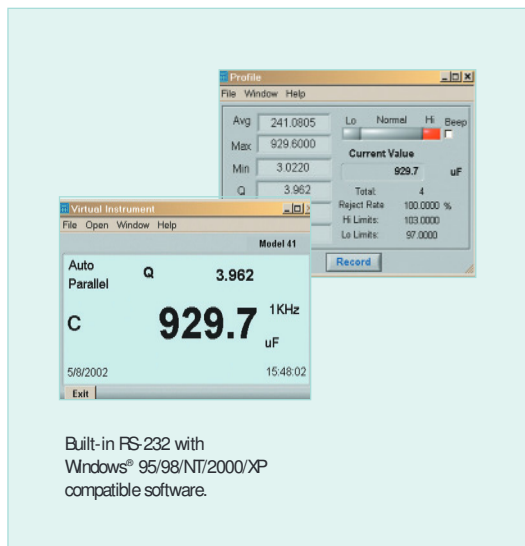 Profile
File Window Help
Avg 241.0805
Max 929.6000
Min 3.0220
Q 3.962
Lo Normal Hi Beep
Current Value
929.7 uF
Total: 4
Reject Rate 100.0000 %
Hi Limits: 103.0000
Lo Limits: 97.0000
Record
Virtual Instrument
File Open Window Help
Model 41
Auto
Parallel
Q 3.962
C 929.7 1KHz
uF
5/8/2002 15:48:02
Exit
Built-in RS-232 with
Windows® 95/98/NT/2000/XP
compatible software.